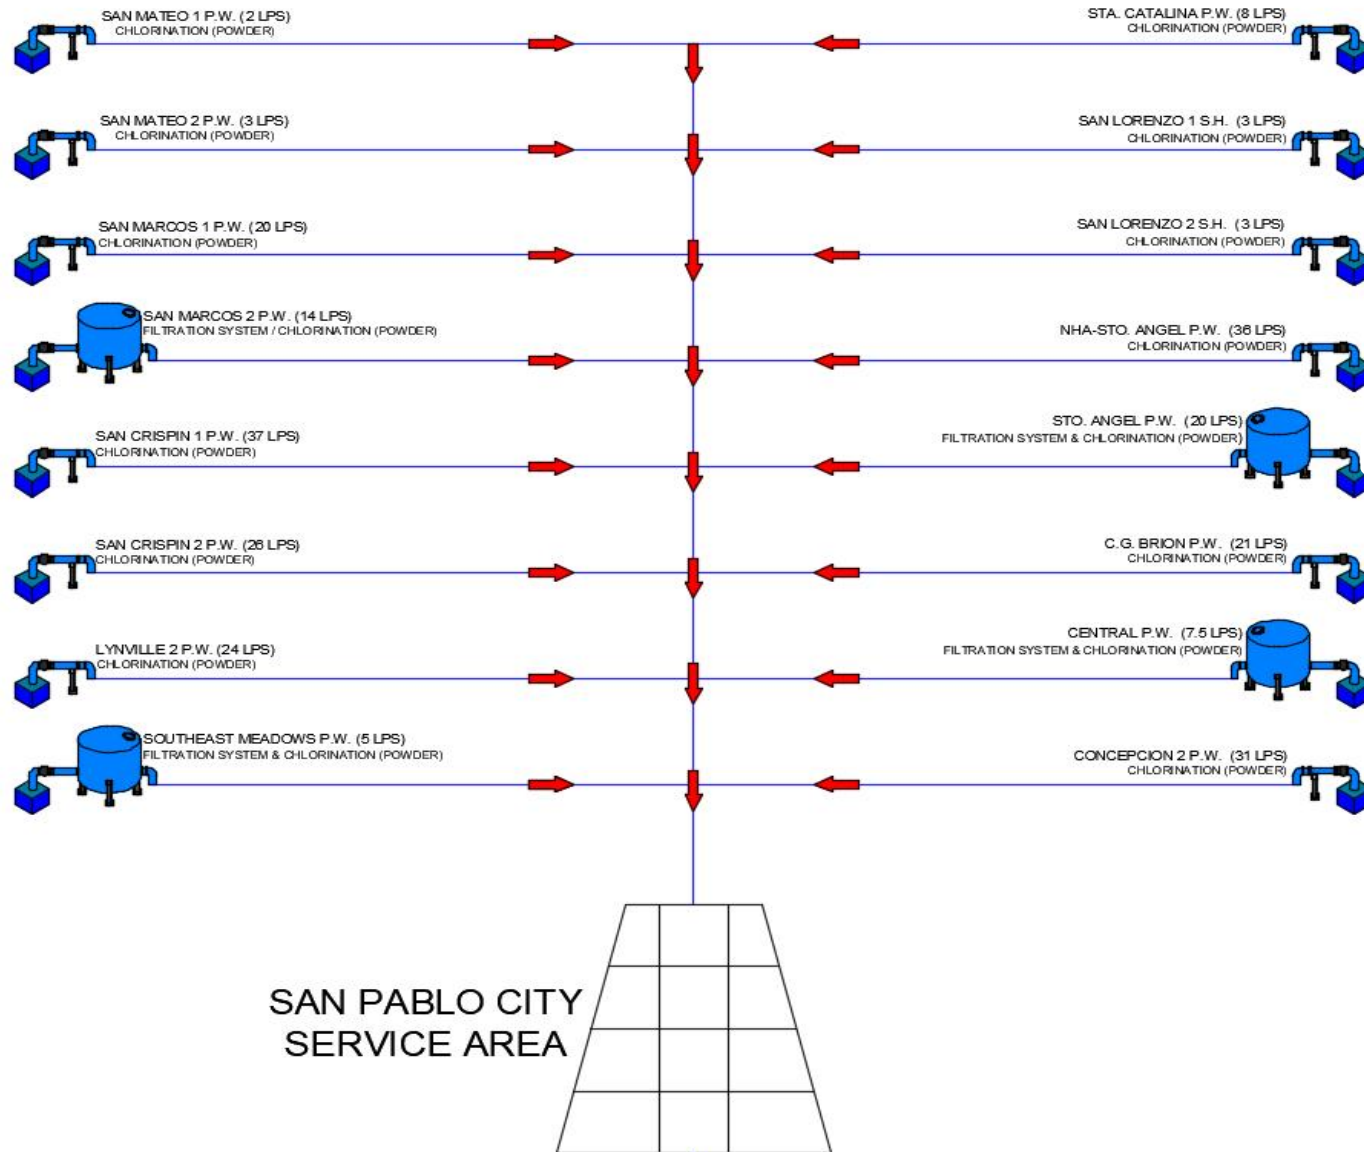 SAN MATEO 1 P.W. (2 LPS)
CHLORINATION (POWDER)
STA. CATALINA P.W. (8 LPS)
CHLORINATION (POWDER)
SAN MATEO 2 P.W. (3 LPS)
CHLORINATION (POWDER)
SAN LORENZO 1 S.H. (3 LPS)
CHLORINATION (POWDER)
SAN MARCOS 1 P.W. (20 LPS)
CHLORINATION (POWDER)
SAN LORENZO 2 S.H. (3 LPS)
CHLORINATION (POWDER)
SAN MARCOS 2 P.W. (14 LPS)
FILTRATION SYSTEM / CHLORINATION (POWDER)
NHA-STO. ANGEL P.W. (36 LPS)
CHLORINATION (POWDER)
SAN CRISPIN 1 P.W. (37 LPS)
CHLORINATION (POWDER)
STO. ANGEL P.W. (20 LPS)
FILTRATION SYSTEM & CHLORINATION (POWDER)
SAN CRISPIN 2 P.W. (26 LPS)
CHLORINATION (POWDER)
C.G. BRION P.W. (21 LPS)
CHLORINATION (POWDER)
LYNVILLE 2 P.W. (24 LPS)
CHLORINATION (POWDER)
CENTRAL P.W. (7.5 LPS)
FILTRATION SYSTEM & CHLORINATION (POWDER)
SOUTHEAST MEADOWS P.W. (5 LPS)
FILTRATION SYSTEM & CHLORINATION (POWDER)
CONCEPCION 2 P.W. (31 LPS)
CHLORINATION (POWDER)
SAN PABLO CITY
SERVICE AREA